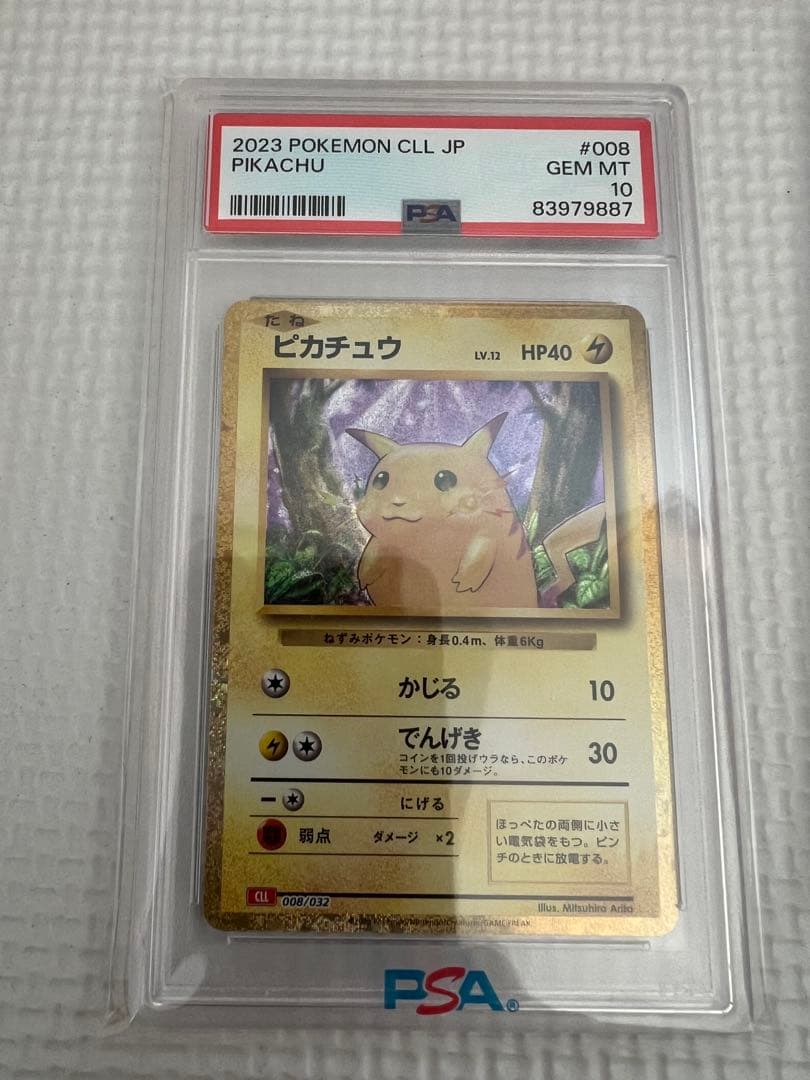 2023 POKEMON CLL JP #008
PIKACHU GEM MT
10
PSA 83979887
たね
ピカチュウ LV.12 HP40
ねずみポケモン：身長0.4m、体重6Kg
かじる 10
でんげき 30
コインを1回投げウラなら、このポケ
モンにも10ダメージ。
にげる
弱点 ダメージ ×2
ほっぺたの両側に小さ
い電気袋をもつ。ピン
チのときに放電する。
CLL 008/032
Illus. Mitsuhiro Arita
GAME FREAK
PSA®